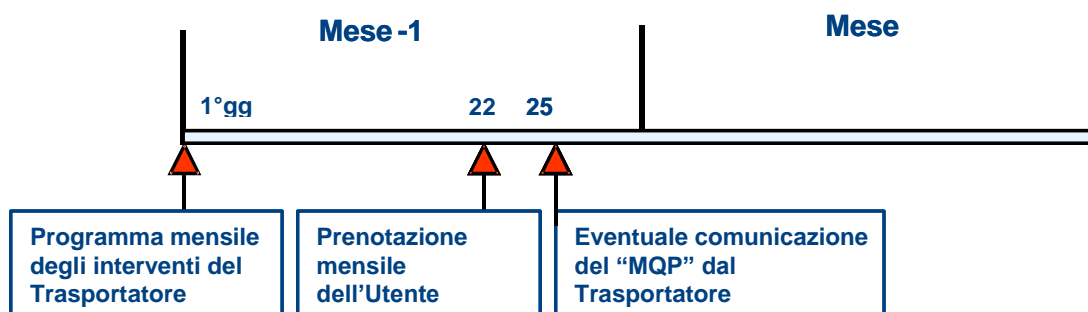 Mese -1
Mese
1°gg
22
25
Programma mensile
degli interventi del
Trasportatore
Prenotazione
mensile
dell’Utente
Eventuale comunicazione
del “MQP” dal
Trasportatore